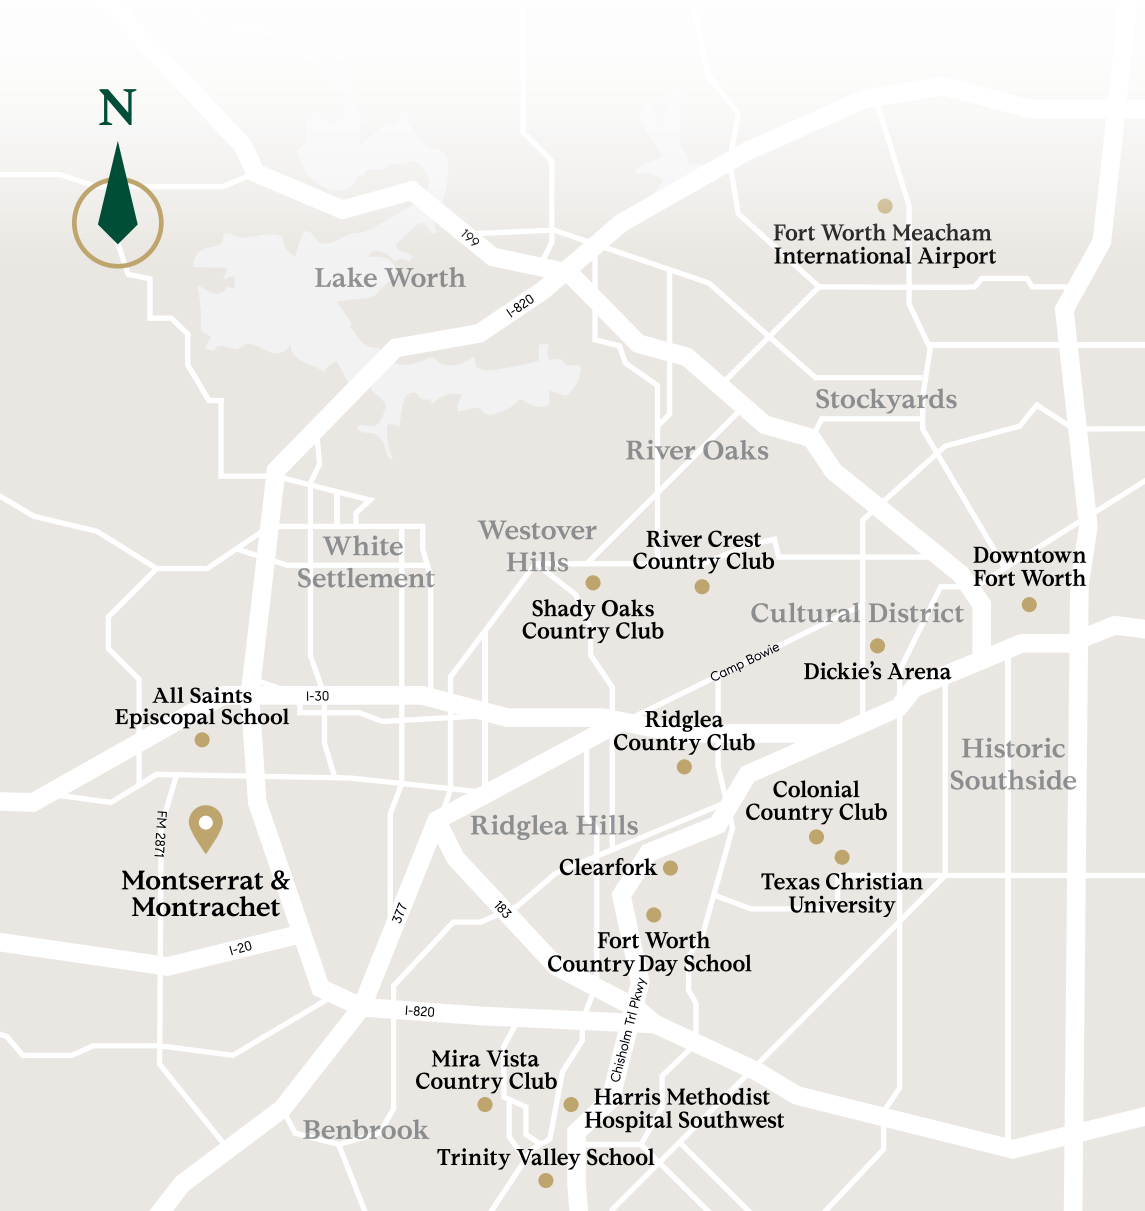 N
199
Fort Worth Meacham
International Airport
Lake Worth
I-820
Stockyards
River Oaks
Westover
Hills
White
Settlement
River Crest
Country Club
Downtown
Fort Worth
Shady Oaks
Country Club
Cultural District
Camp Bowie
Dickie's Arena
All Saints
Episcopal School
I-30
Ridglea
Country Club
Historic
Southside
Colonial
Country Club
FM 2871
Ridglea Hills
Clearfork
Montserrat &
Montrachet
Texas Christian
University
377
183
Fort Worth
Country Day School
I-20
I-820
Chisholm Trl Pkwy
Mira Vista
Country Club
Harris Methodist
Hospital Southwest
Benbrook
Trinity Valley School